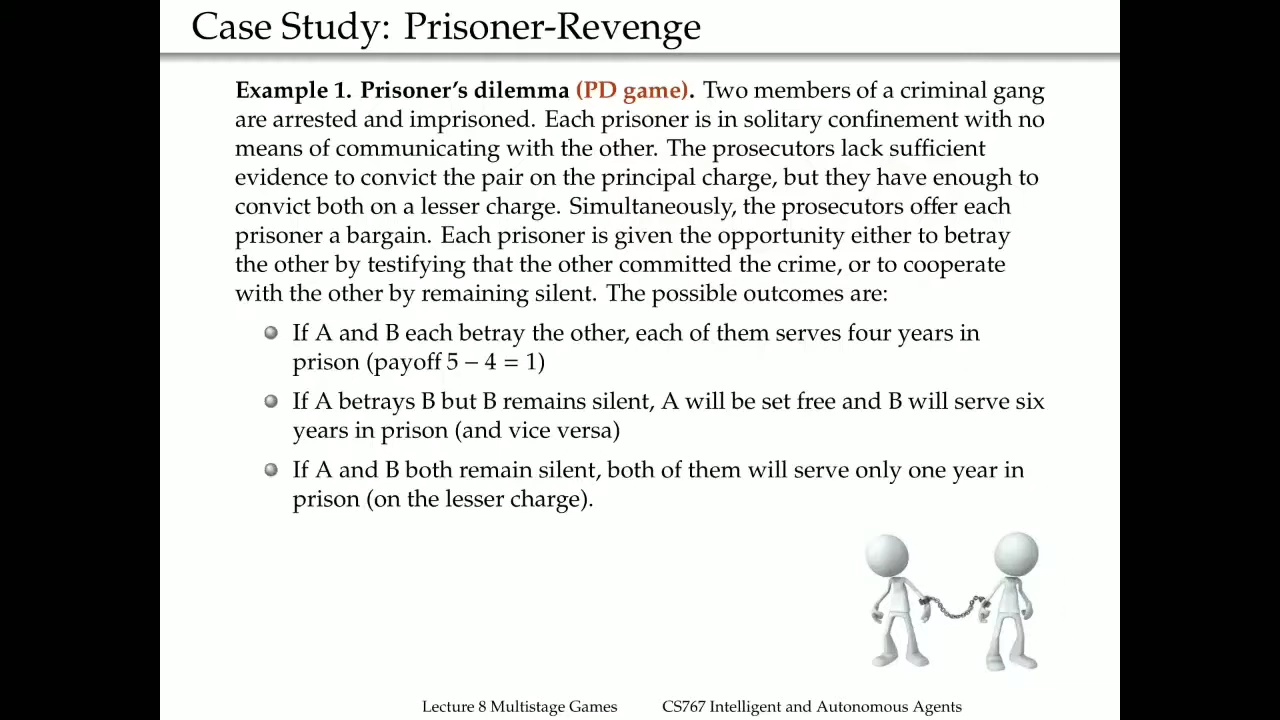 Case Study: Prisoner-Revenge
Example 1. Prisoner's dilemma (PD game). Two members of a criminal gang
are arrested and imprisoned. Each prisoner is in solitary confinement with no
means of communicating with the other. The prosecutors lack sufficient
evidence to convict the pair on the principal charge, but they have enough to
convict both on a lesser charge. Simultaneously, the prosecutors offer each
prisoner a bargain. Each prisoner is given the opportunity either to betray
the other by testifying that the other committed the crime, or to cooperate
with the other by remaining silent. The possible outcomes are:
If A and B each betray the other, each of them serves four years in
prison (payoff 5 − 4 = 1)
If A betrays B but B remains silent, A will be set free and B will serve six
years in prison (and vice versa)
If A and B both remain silent, both of them will serve only one year in
prison (on the lesser charge).
Lecture 8 Multistage Games CS767 Intelligent and Autonomous Agents